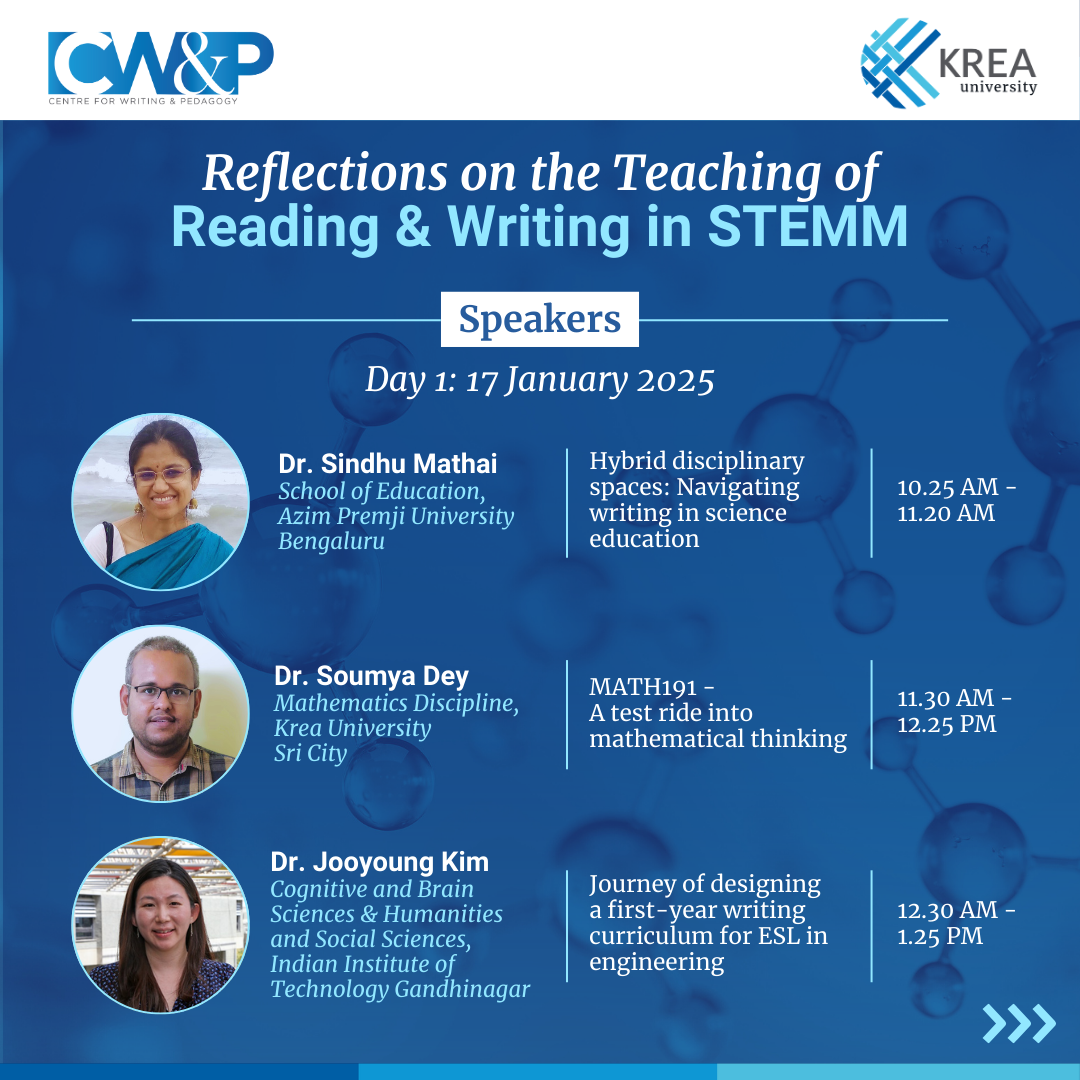 CW&P
CENTRE FOR WRITING & PEDAGOGY
KREA
university
Reflections on the Teaching of
Reading & Writing in STEMM
Speakers
Day 1: 17 January 2025
Dr. Sindhu Mathai
School of Education,
Azim Premji University
Bengaluru
Hybrid disciplinary
spaces: Navigating
writing in science
education
10.25 AM -
11.20 AM
Dr. Soumya Dey
Mathematics Discipline,
Krea University
Sri City
MATH191 -
A test ride into
mathematical thinking
11.30 AM -
12.25 PM
Dr. Jooyoung Kim
Cognitive and Brain
Sciences & Humanities
and Social Sciences,
Indian Institute of
Technology Gandhinagar
Journey of designing
a first-year writing
curriculum for ESL in
engineering
12.30 AM -
1.25 PM